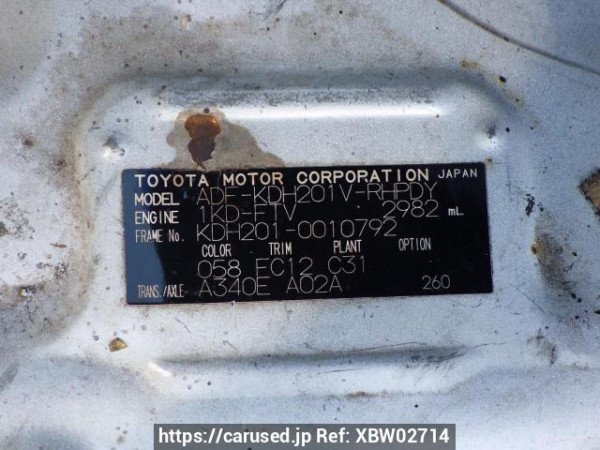 TOYOTA MOTOR CORPORATION JAPAN
MODEL ADF-KDH201V-RHPDY
ENGINE 1KD-FTV 2982 mL
FRAME No. KDH201-0010792
COLOR TRIM PLANT OPTION
058 FC12 C31
TRANS./AXLE A340E A02A 260
https://carused.jp Ref: XBW02714